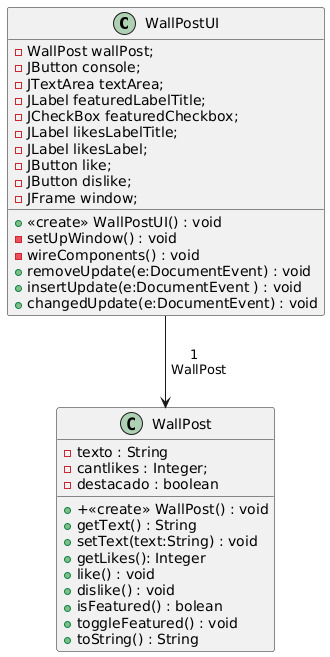 C WallPostUI
WallPost wallPost;
JButton console;
JTextArea textArea;
JLabel featuredLabelTitle;
JCheckBox featuredCheckbox;
JLabel likesLabelTitle;
JLabel likesLabel;
JButton like;
JButton dislike;
JFrame window;
«create» WallPostUI() : void
setUpWindow() : void
wireComponents() : void
removeUpdate(e:DocumentEvent) : void
insertUpdate(e:DocumentEvent ) : void
changedUpdate(e:DocumentEvent) : void
1
WallPost
C WallPost
texto : String
cantlikes : Integer;
destacado : boolean
+«create» WallPost() : void
getText() : String
setText(text:String) : void
getLikes(): Integer
like() : void
dislike() : void
isFeatured() : bolean
toggleFeatured() : void
toString() : String